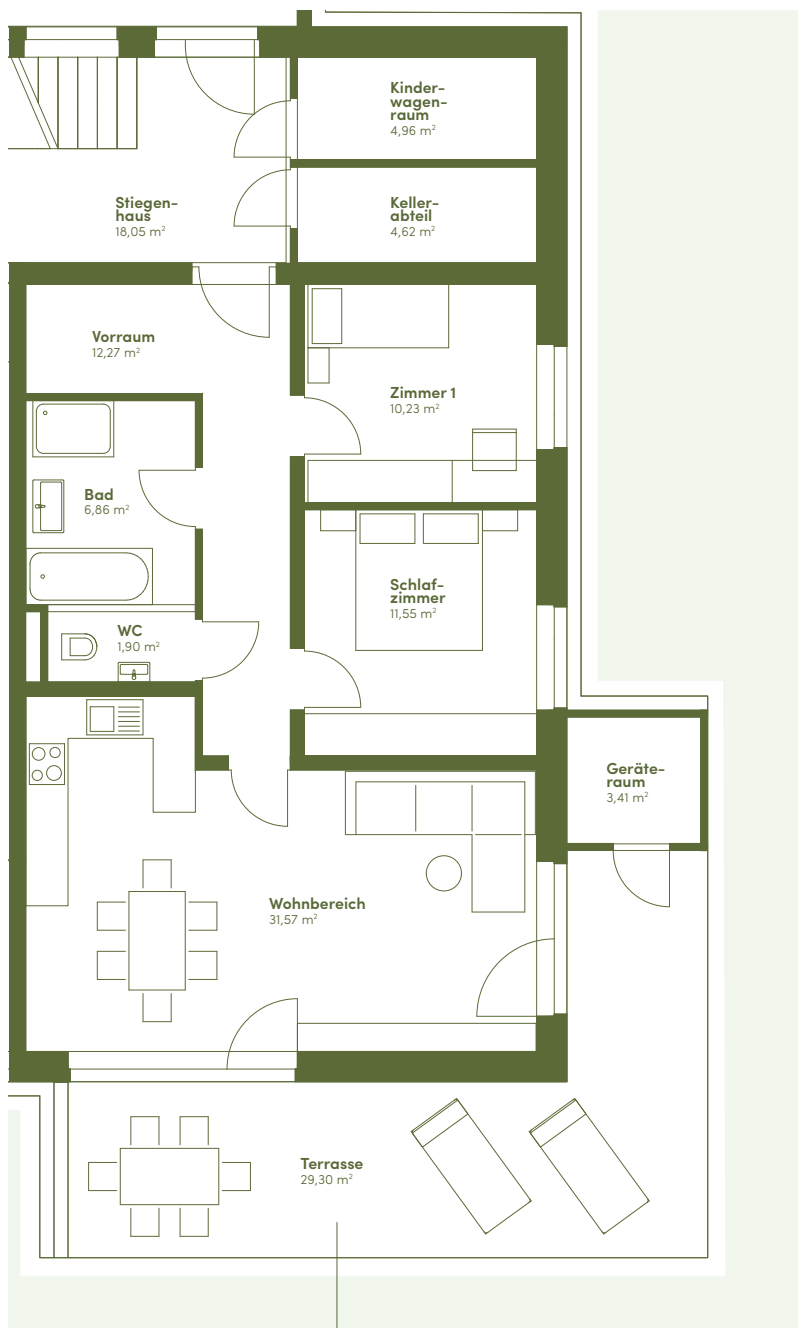 Kinder-
wagen-
raum
4,96 m²
Stiegen-
haus
18,05 m²
Keller-
abteil
4,62 m²
Vorraum
12,27 m²
Zimmer 1
10,23 m²
Bad
6,86 m²
Schlaf-
zimmer
11,55 m²
WC
1,90 m²
Geräte-
raum
3,41 m²
Wohnbereich
31,57 m²
Terrasse
29,30 m²